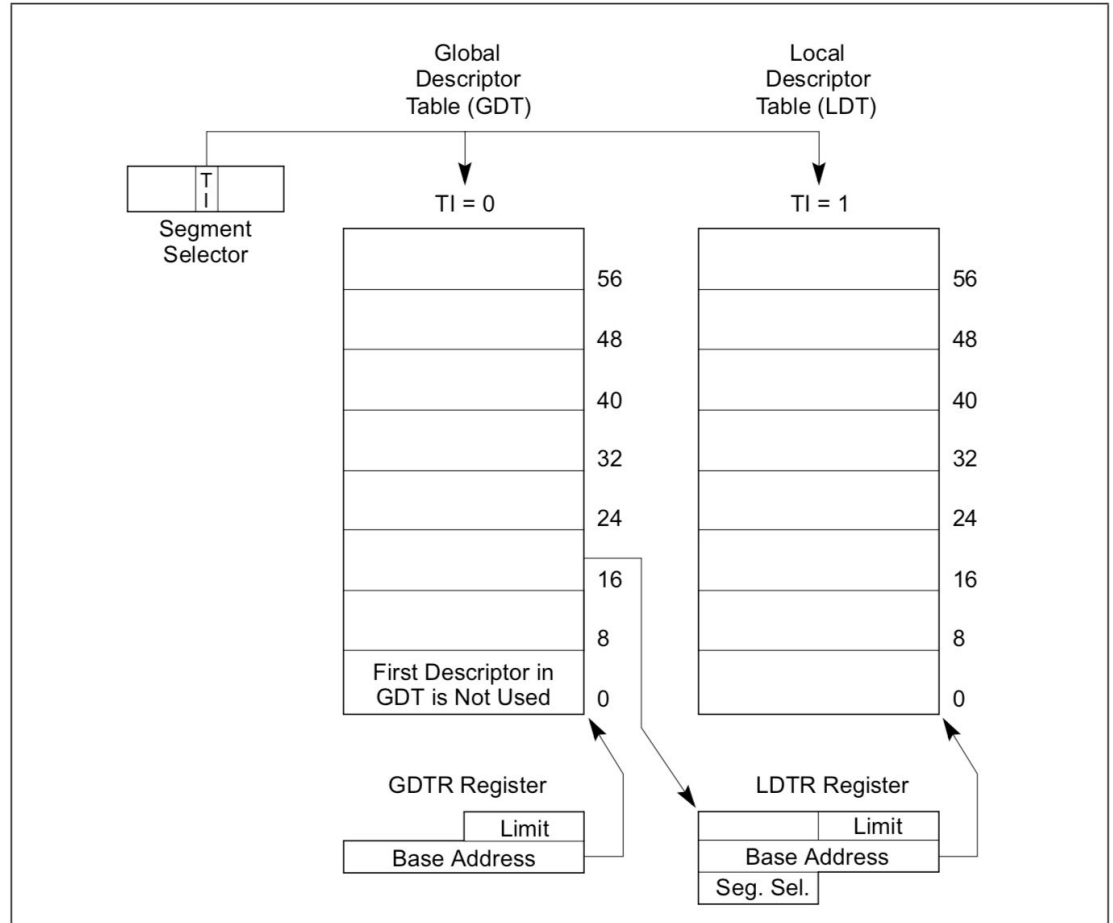 Global
Descriptor
Table (GDT)
Local
Descriptor
Table (LDT)
T
I
Segment
Selector
TI = 0
TI = 1
56
48
40
32
24
16
8
0
First Descriptor in
GDT is Not Used
56
48
40
32
24
16
8
0
GDTR Register
Limit
Base Address
LDTR Register
Limit
Base Address
Seg. Sel.